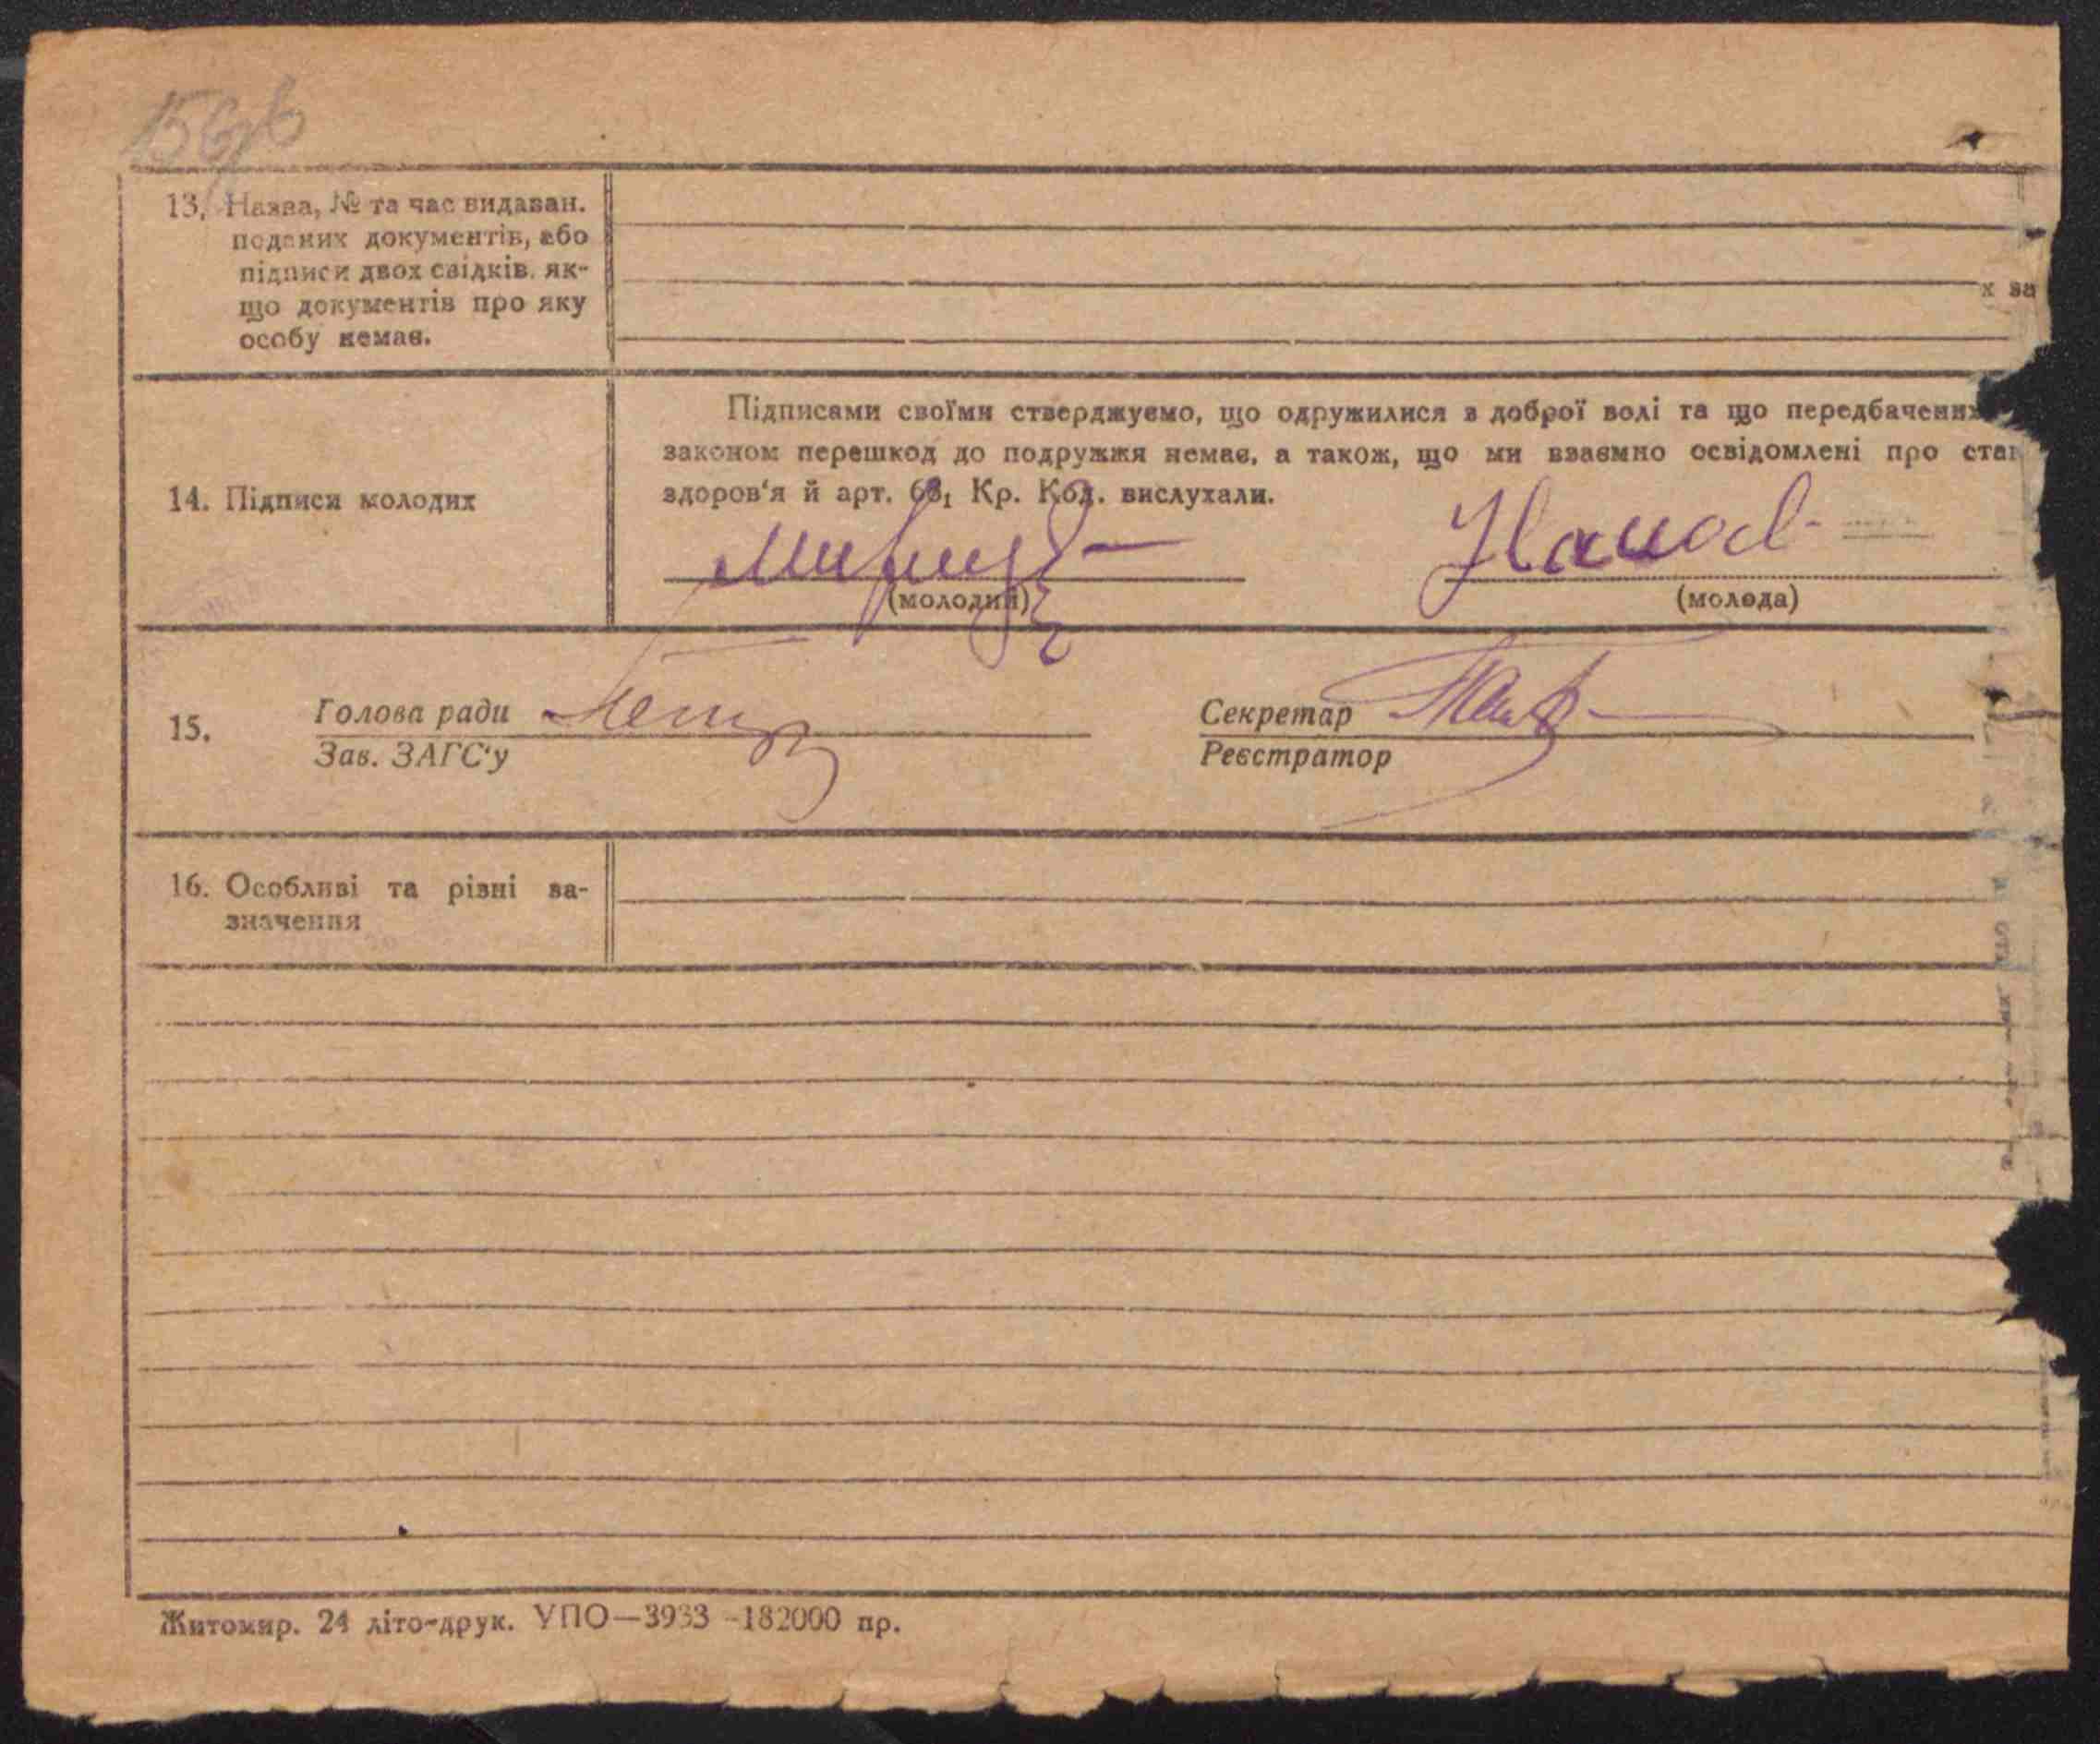 13. Назва, № та час видаван.
поданих документів, або
підписи двох свідків, як-
що документів про яку
особу немає.
х за
Підписами своїми стверджуємо, що одружилися з доброї волі та що передбачених
законом перешкод до подружжя немає, а також, що ми взаємно освідомлені про стан
здоров'я й арт. 68₁ Кр. Код. вислухали.
14. Підписи молодих
(молодий)
(молода)
15.
Голова ради
Секретар
Зав. ЗАГС'у
Реєстратор
16. Особливі та різні за-
значення
Житомир. 24 літо-друк. УПО—3933 -182000 пр.